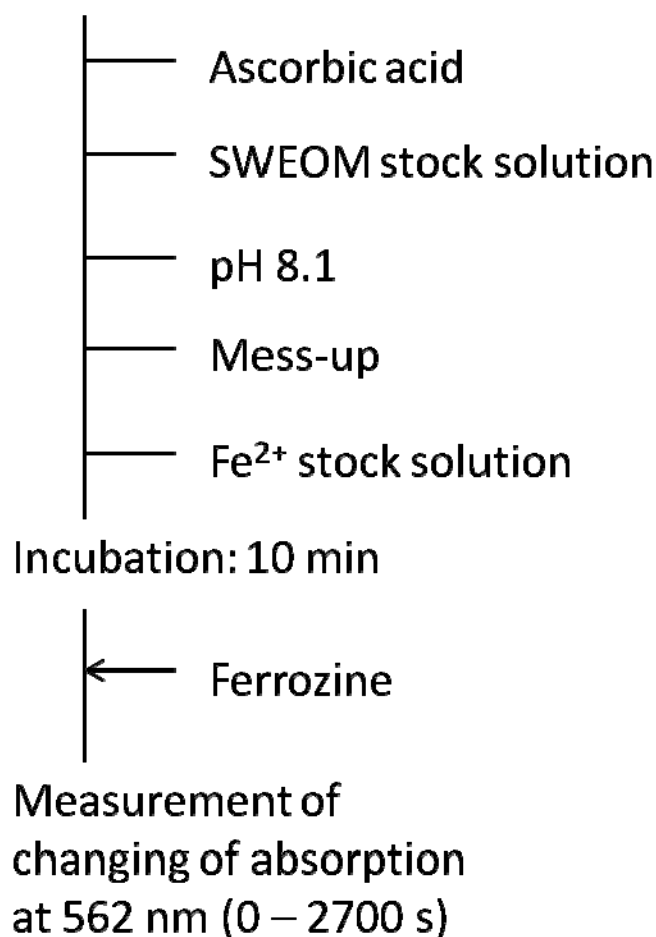 Ascorbic acid
SWEOM stock solution
pH 8.1
Mess-up
Fe²⁺ stock solution
Incubation: 10 min
Ferrozine
Measurement of
changing of absorption
at 562 nm (0 – 2700 s)